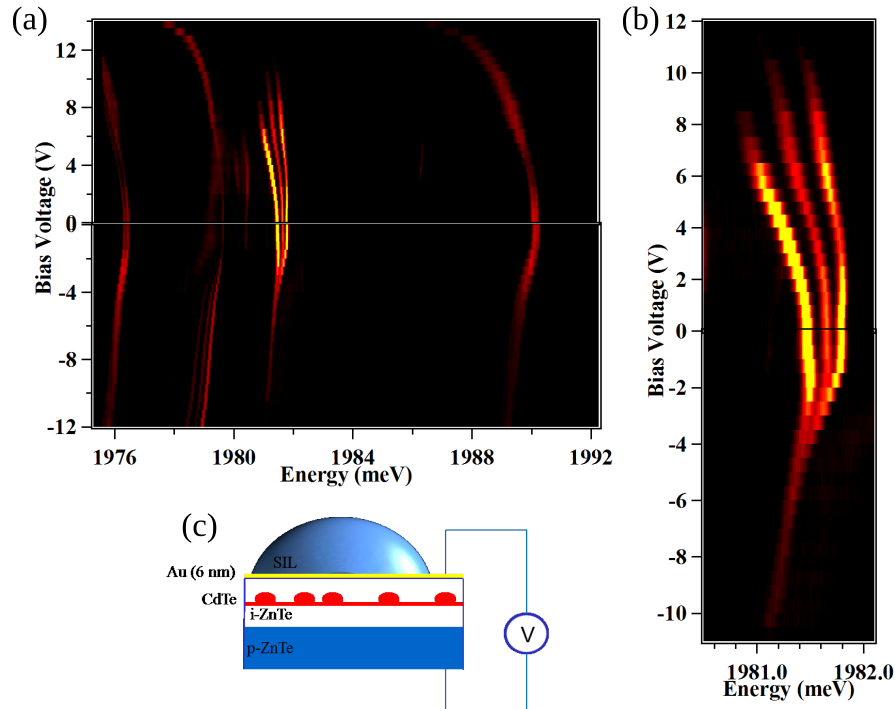 (a)
12
8
4
0
-4
-8
-12
Bias Voltage (V)
1976
1980
1984
1988
1992
Energy (meV)
(b)
12
10
8
6
4
2
0
-2
-4
-6
-8
-10
Bias Voltage (V)
1981.0
1982.0
Energy (meV)
(c)
SIL
Au (6 nm)
CdTe
i-ZnTe
p-ZnTe
V